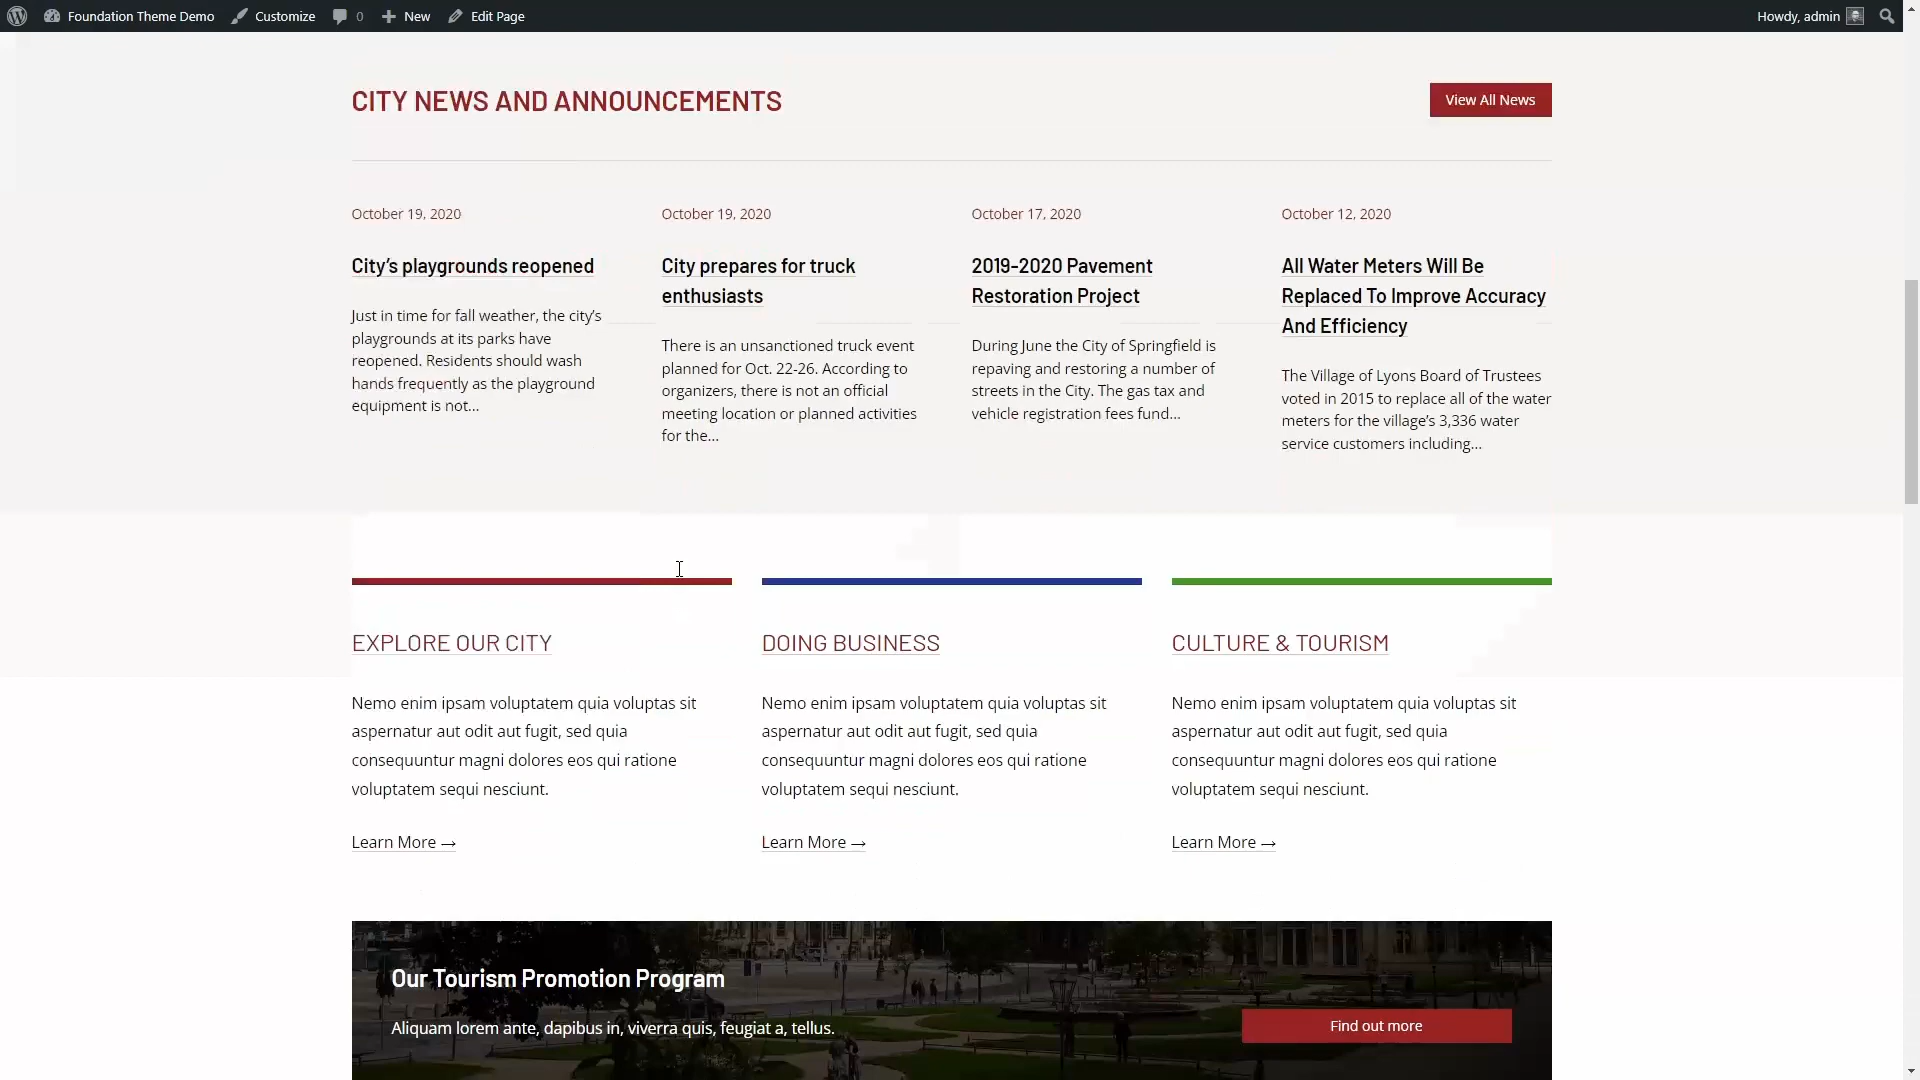 Foundation Theme Demo Customize 0 New Edit Page Howdy, admin
CITY NEWS AND ANNOUNCEMENTS
View All News
October 19, 2020
City’s playgrounds reopened
Just in time for fall weather, the city’s
playgrounds at its parks have
reopened. Residents should wash
hands frequently as the playground
equipment is not...
October 19, 2020
City prepares for truck
enthusiasts
There is an unsanctioned truck event
planned for Oct. 22-26. According to
organizers, there is not an official
meeting location or planned activities
for the...
October 17, 2020
2019-2020 Pavement
Restoration Project
During June the City of Springfield is
repaving and restoring a number of
streets in the City. The gas tax and
vehicle registration fees fund...
October 12, 2020
All Water Meters Will Be
Replaced To Improve Accuracy
And Efficiency
The Village of Lyons Board of Trustees
voted in 2015 to replace all of the water
meters for the village’s 3,336 water
service customers including...
EXPLORE OUR CITY
Nemo enim ipsam voluptatem quia voluptas sit
aspernatur aut odit aut fugit, sed quia
consequuntur magni dolores eos qui ratione
voluptatem sequi nesciunt.
Learn More →
DOING BUSINESS
Nemo enim ipsam voluptatem quia voluptas sit
aspernatur aut odit aut fugit, sed quia
consequuntur magni dolores eos qui ratione
voluptatem sequi nesciunt.
Learn More →
CULTURE & TOURISM
Nemo enim ipsam voluptatem quia voluptas sit
aspernatur aut odit aut fugit, sed quia
consequuntur magni dolores eos qui ratione
voluptatem sequi nesciunt.
Learn More →
Our Tourism Promotion Program
Aliquam lorem ante, dapibus in, viverra quis, feugiat a, tellus.
Find out more